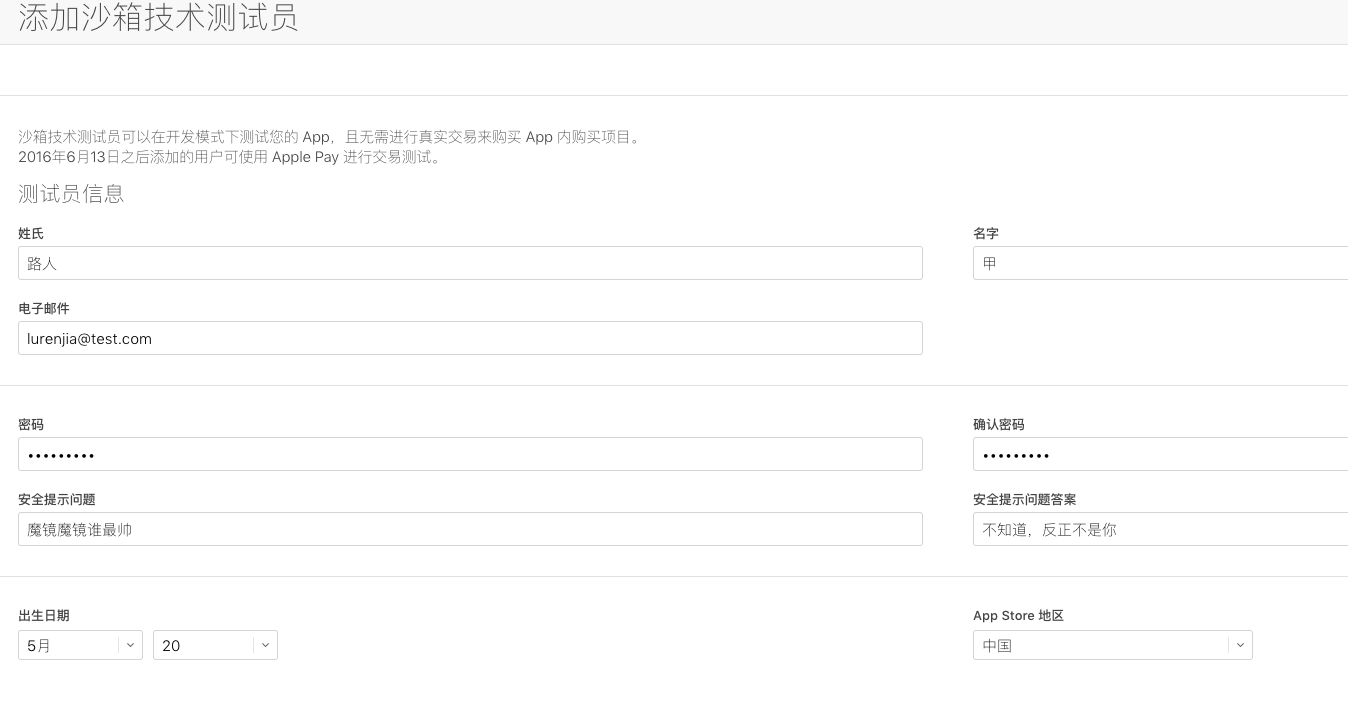 添加沙箱技术测试员
沙箱技术测试员可以在开发模式下测试您的 App，且无需进行真实交易来购买 App 内购买项目。
2016年6月13日之后添加的用户可使用 Apple Pay 进行交易测试。
测试员信息
姓氏
名字
路人
甲
电子邮件
lurenjia@test.com
密码
确认密码
•••••••••
•••••••••
安全提示问题
安全提示问题答案
魔镜魔镜谁最帅
不知道，反正不是你
出生日期
App Store 地区
5月
20
中国